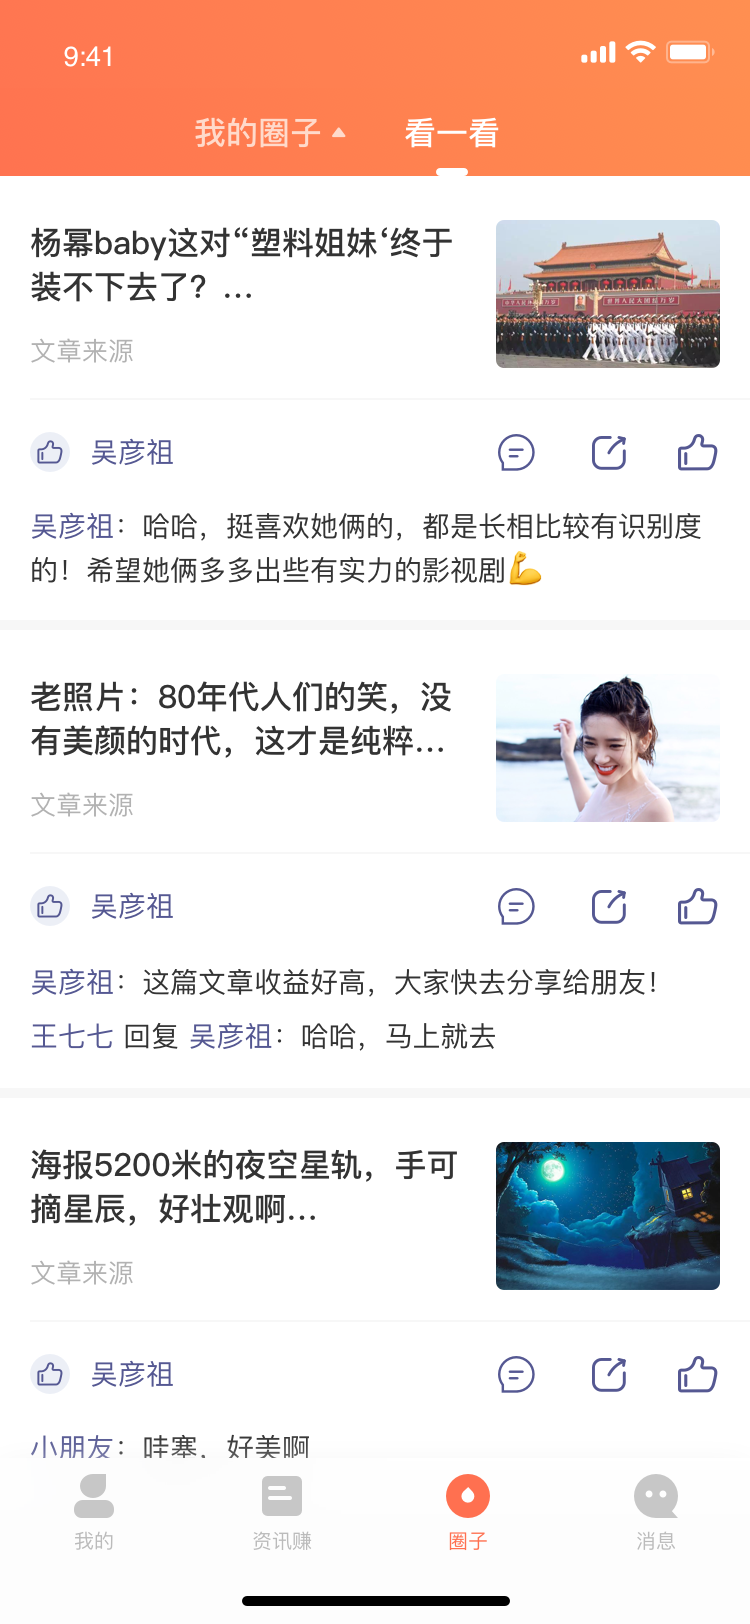 9:41
我的圈子 看一看
杨幂baby这对“塑料姐妹‘终于
装不下去了？...
文章来源
吴彦祖
吴彦祖：哈哈，挺喜欢她俩的，都是长相比较有识别度
的！希望她俩多多出些有实力的影视剧💪
老照片：80年代人们的笑，没
有美颜的时代，这才是纯粹...
文章来源
吴彦祖
吴彦祖：这篇文章收益好高，大家快去分享给朋友！
王七七 回复 吴彦祖：哈哈，马上就去
海报5200米的夜空星轨，手可
摘星辰，好壮观啊...
文章来源
吴彦祖
小朋友：哇塞，好美啊
我的 资讯赚 圈子 消息